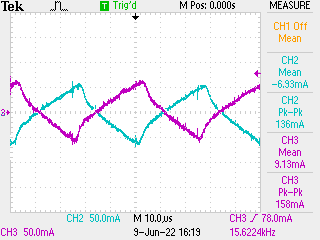 Tek Trig'd M Pos: 0.000s MEASURE
CH1 Off
Mean
CH2
Mean
-6.93mA
CH2
Pk-Pk
136mA
CH3
Mean
9.13mA
CH3
Pk-Pk
158mA
3
CH2 50.0mA M 10.0µs CH3 78.0mA
CH3 50.0mA 9-Jun-22 16:19 15.6224kHz